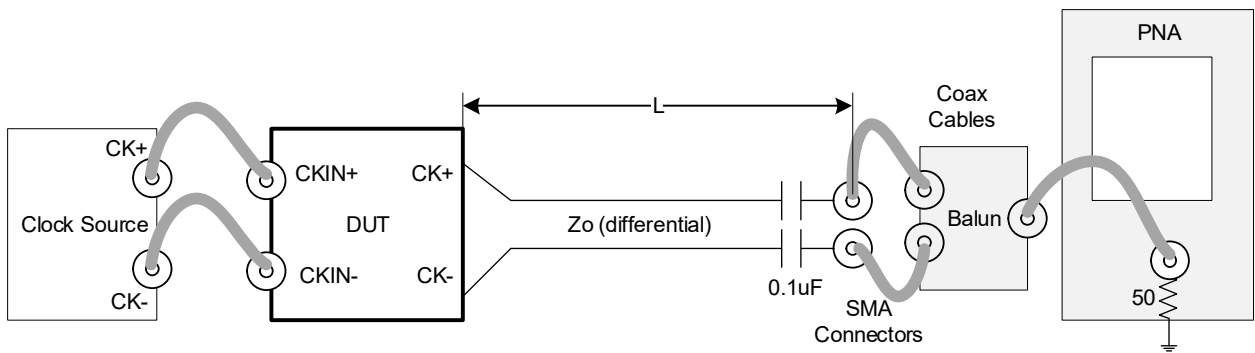 PNA
L
Coax
Cables
CK+
CKIN+
CK+
Clock Source
DUT
Zo (differential)
Balun
CK-
CKIN-
CK-
0.1uF
SMA
Connectors
50